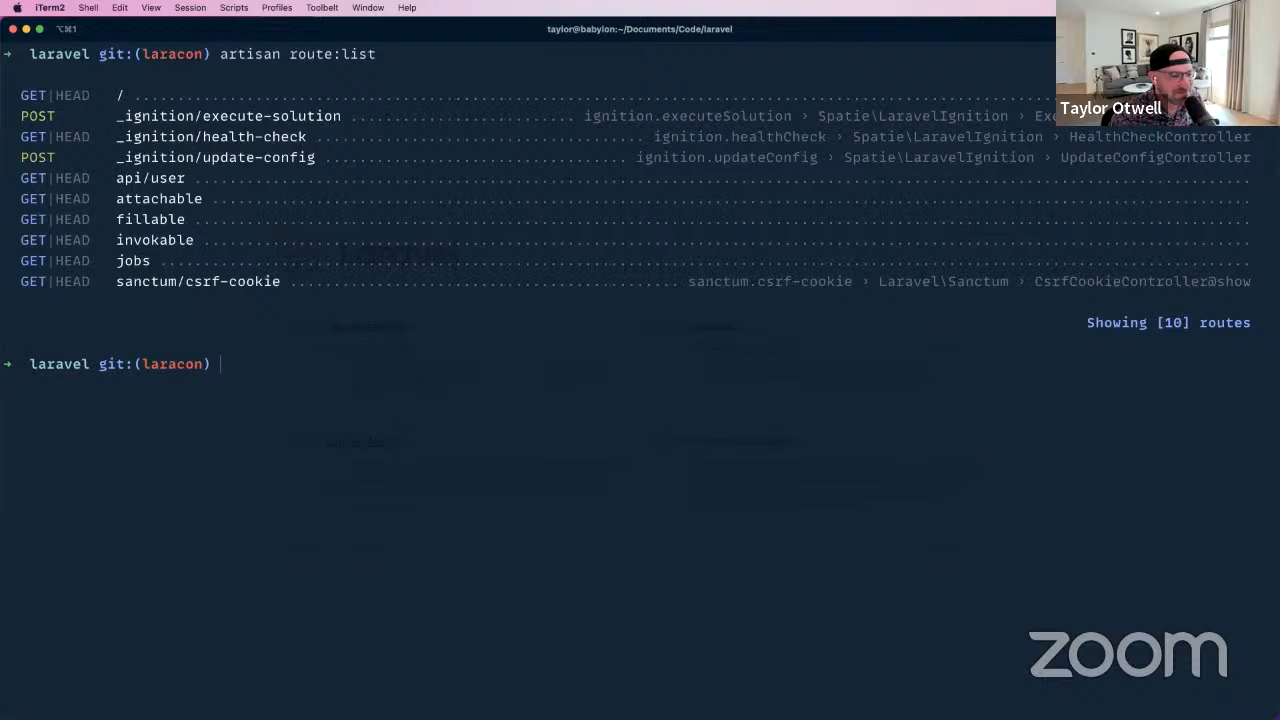 iTerm2 Shell Edit View Session Scripts Profiles Toolbelt Window Help
⌥⌘1 taylor@babylon:~/Documents/Code/laravel
→ laravel git:(laracon) artisan route:list
GET|HEAD / ........................................
POST _ignition/execute-solution ............................ ignition.executeSolution › Spatie\LaravelIgnition › Exe
Taylor Otwell
GET|HEAD _ignition/health-check ...................................... ignition.healthCheck › Spatie\LaravelIgnition › HealthCheckController
POST _ignition/update-config ................................... ignition.updateConfig › Spatie\LaravelIgnition › UpdateConfigController
GET|HEAD api/user ........................................
GET|HEAD attachable ........................................
GET|HEAD fillable ........................................
GET|HEAD invokable ........................................
GET|HEAD jobs ........................................
GET|HEAD sanctum/csrf-cookie ............................................. sanctum.csrf-cookie › Laravel\Sanctum › CsrfCookieController@show
Showing [10] routes
→ laravel git:(laracon)
zoom